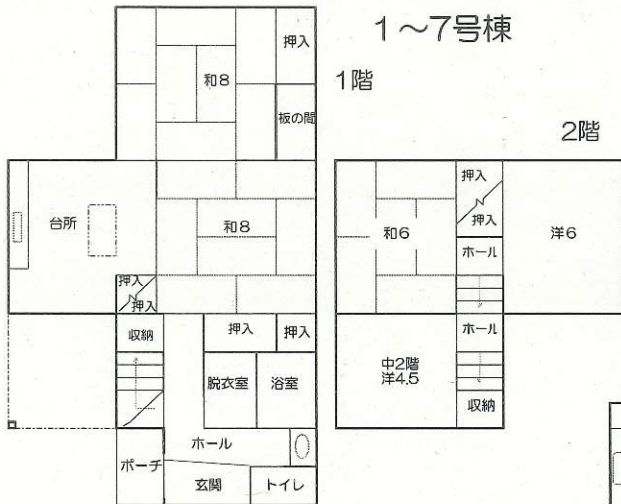 1～7号棟
1階
押入
和8
板の間
台所
和8
押入
押入
収納
押入
押入
脱衣室
浴室
ホール
ポーチ
玄関
トイレ
2階
押入
押入
和6
洋6
ホール
ホール
中2階
洋4.5
収納